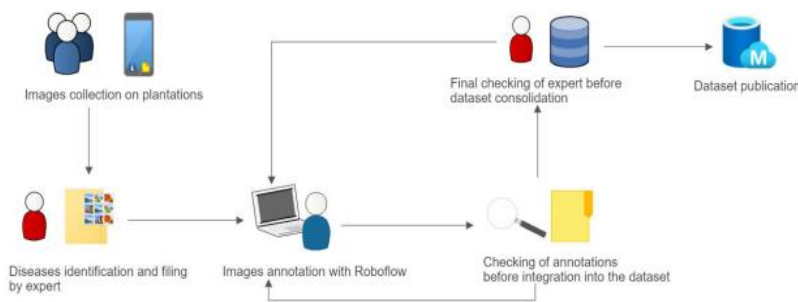 Images collection on plantations
Final checking of expert before
dataset consolidation
M
Dataset publication
Diseases identification and filing
by expert
Images annotation with Roboflow
Checking of annotations
before integration into the dataset